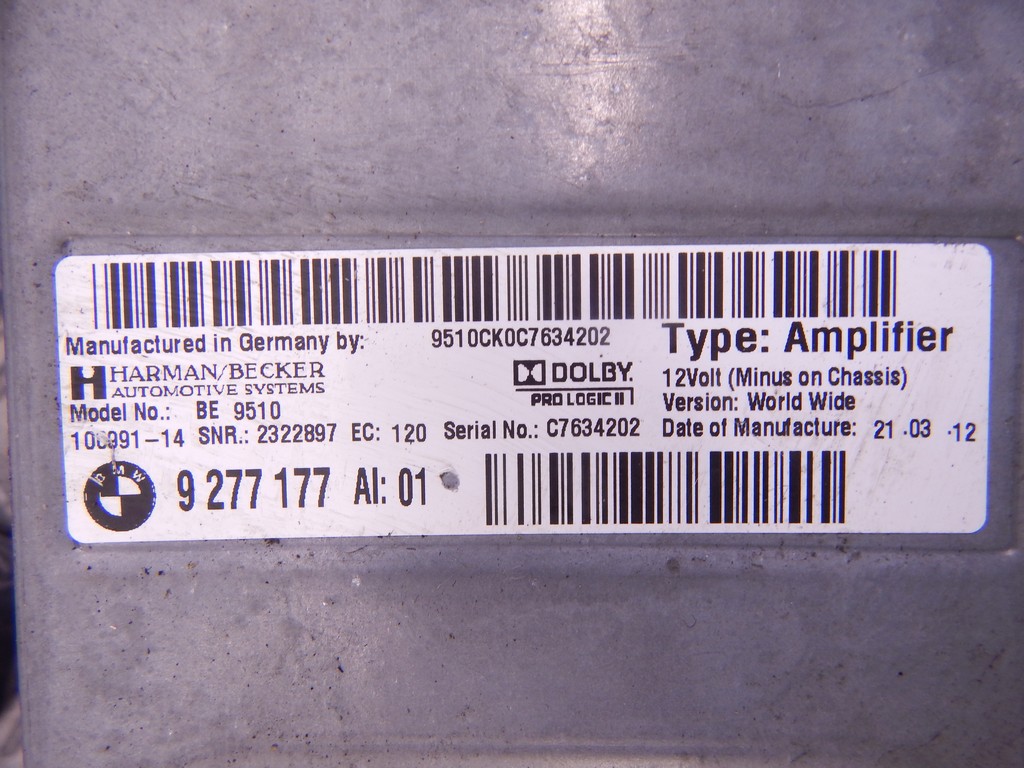 Manufactured in Germany by: 9510CK0C7634202 Type: Amplifier
HARMAN/BECKER
AUTOMOTIVE SYSTEMS
DOLBY
PRO LOGIC II
12Volt (Minus on Chassis)
Model No.: BE 9510 Version: World Wide
SNR.: 2322897 EC: 120 Serial No.: C7634202 Date of Manufacture: 21.03.12
BMW 9 277 177 AI: 01